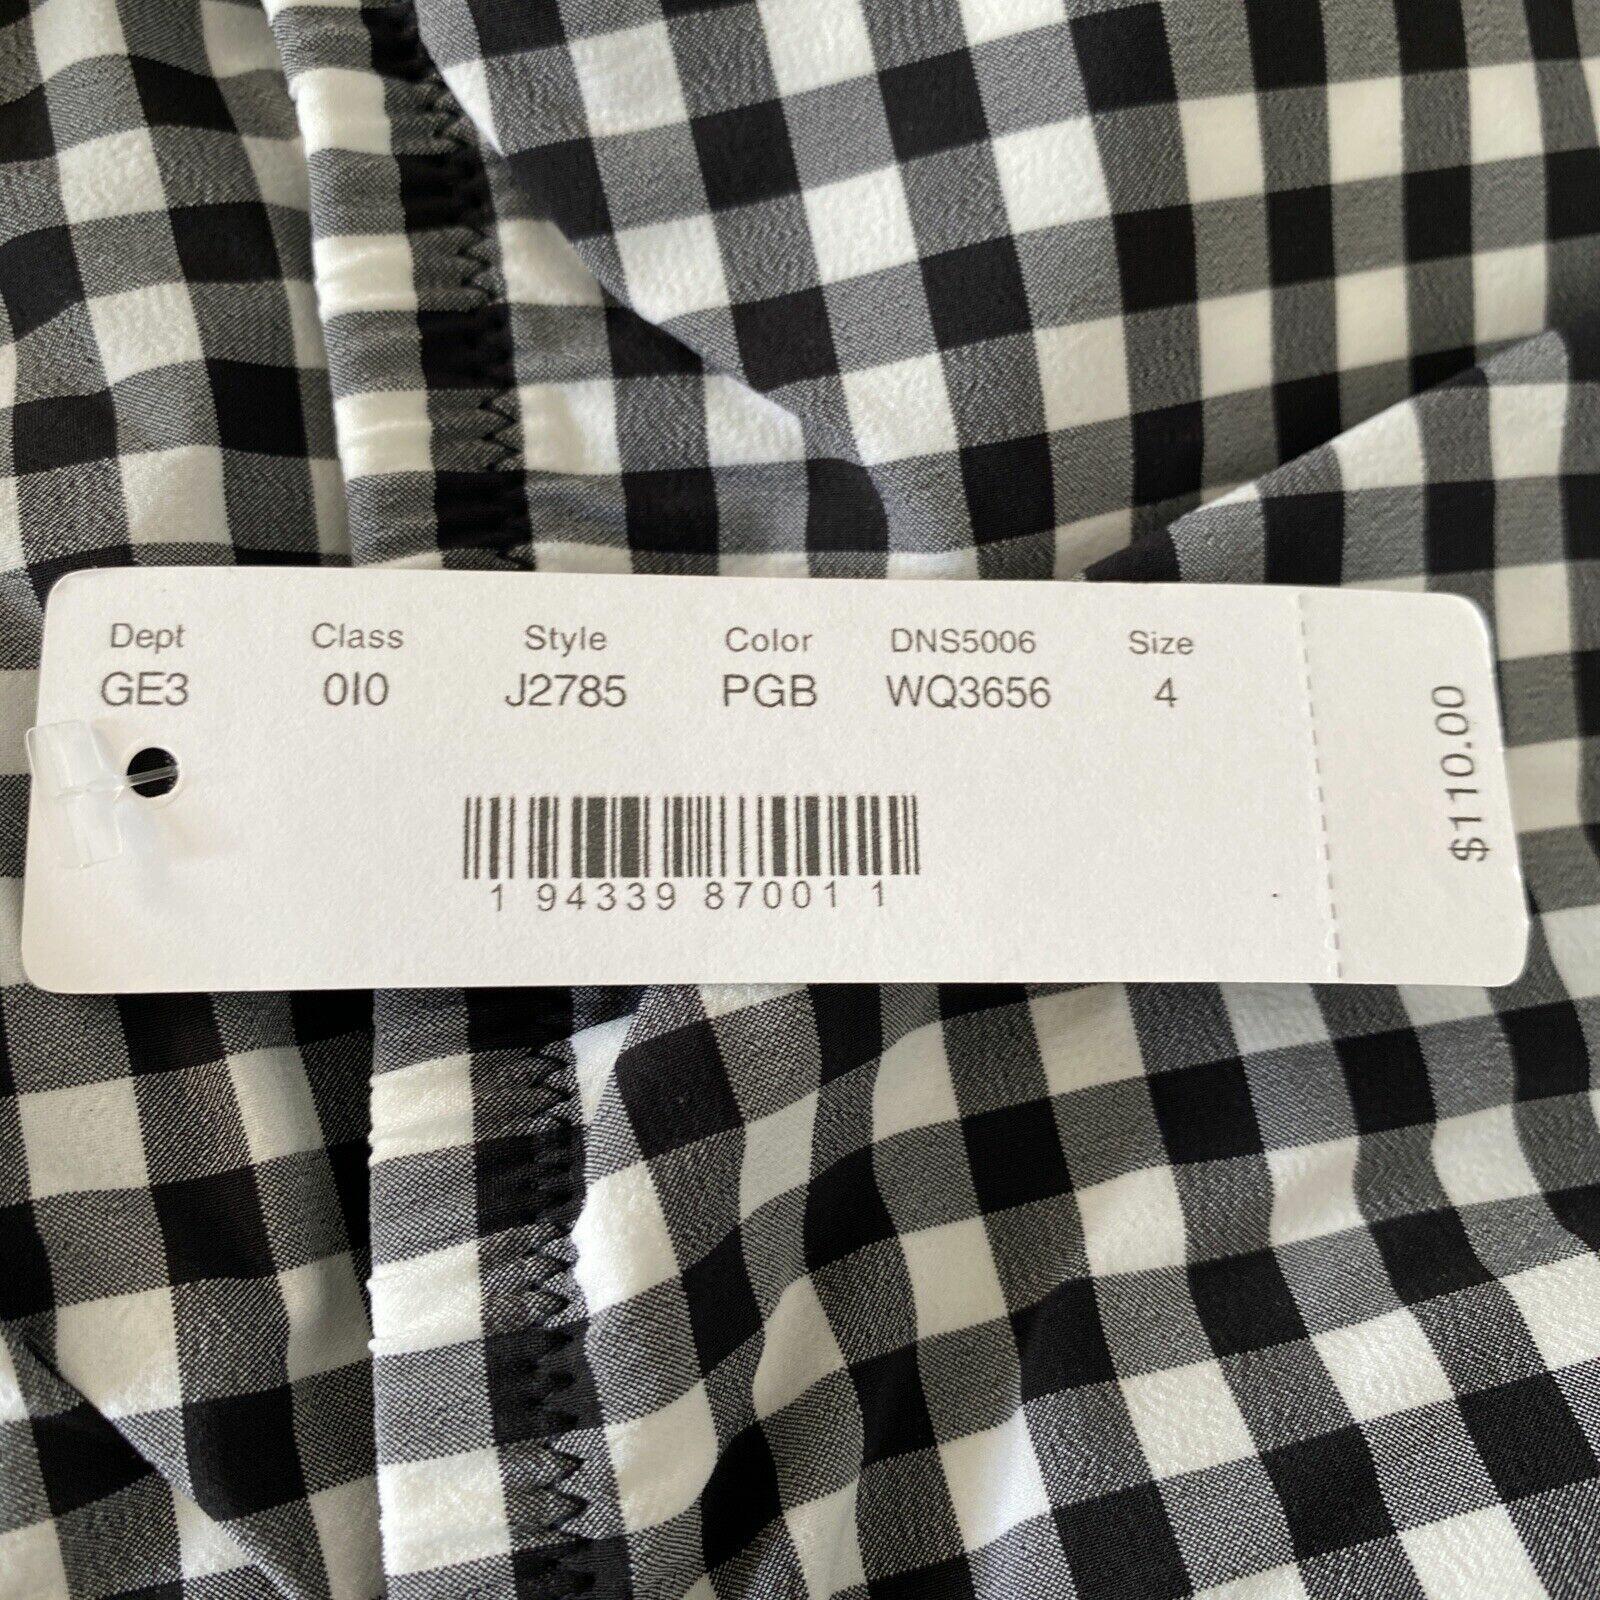 Dept Class Style Color DNS5006 Size
GE3 0I0 J2785 PGB WQ3656 4
$110.00
1 94339 87001 1